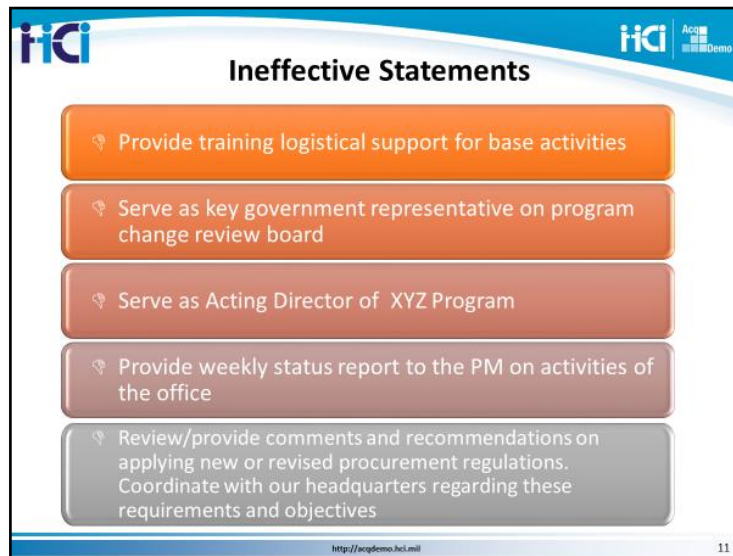 HCi
HCi Acq Demo
Ineffective Statements
Provide training logistical support for base activities
Serve as key government representative on program
change review board
Serve as Acting Director of XYZ Program
Provide weekly status report to the PM on activities of
the office
Review/provide comments and recommendations on
applying new or revised procurement regulations.
Coordinate with our headquarters regarding these
requirements and objectives
http://acqdemo.hci.mil
11